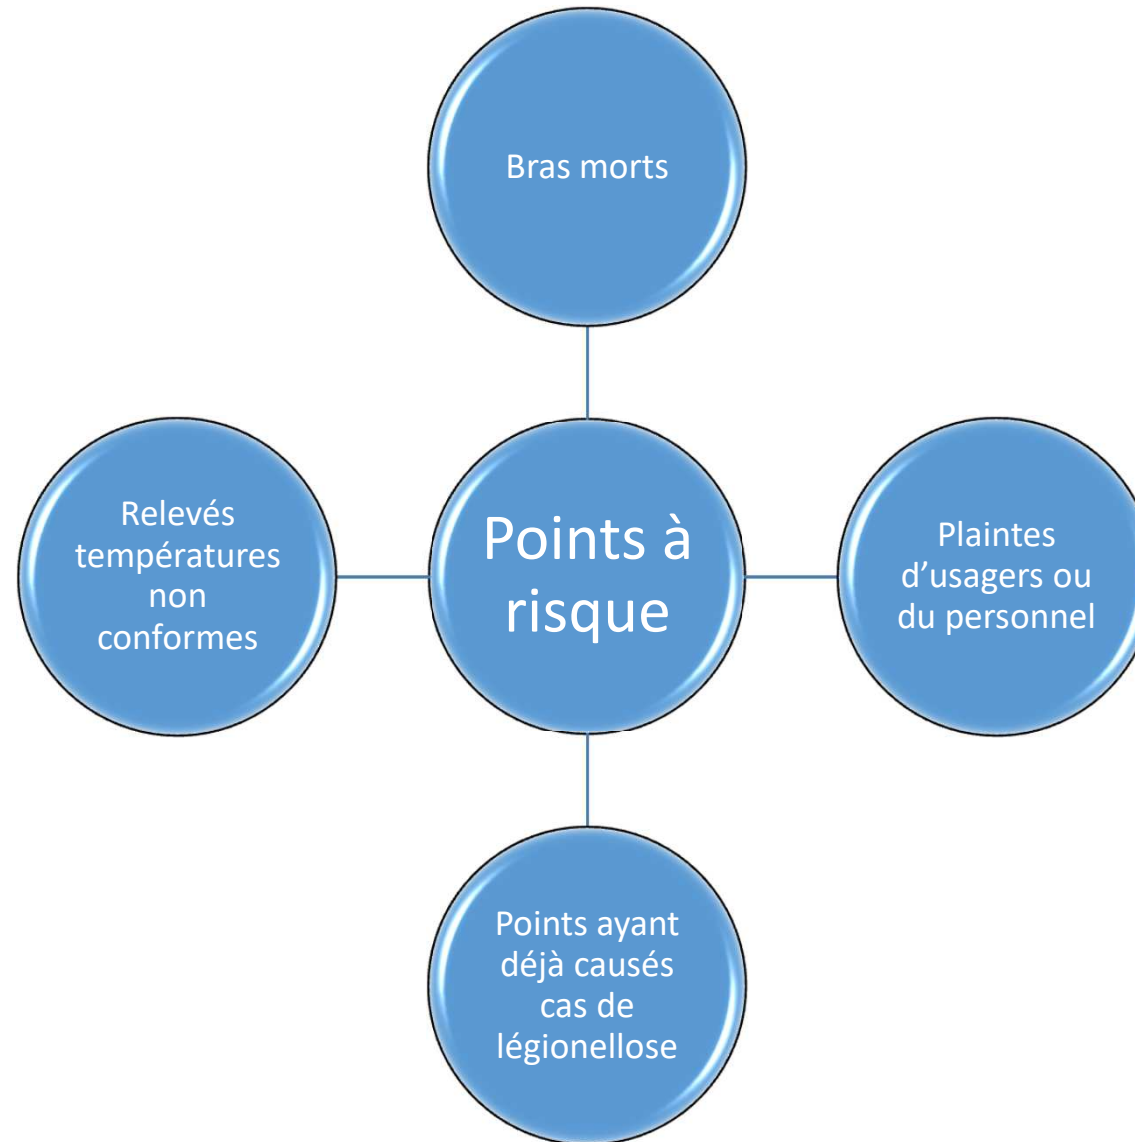 Bras morts
Relevés
températures
non
conformes
Points à
risque
Plaintes
d’usagers ou
du personnel
Points ayant
déjà causés
cas de
légionellose